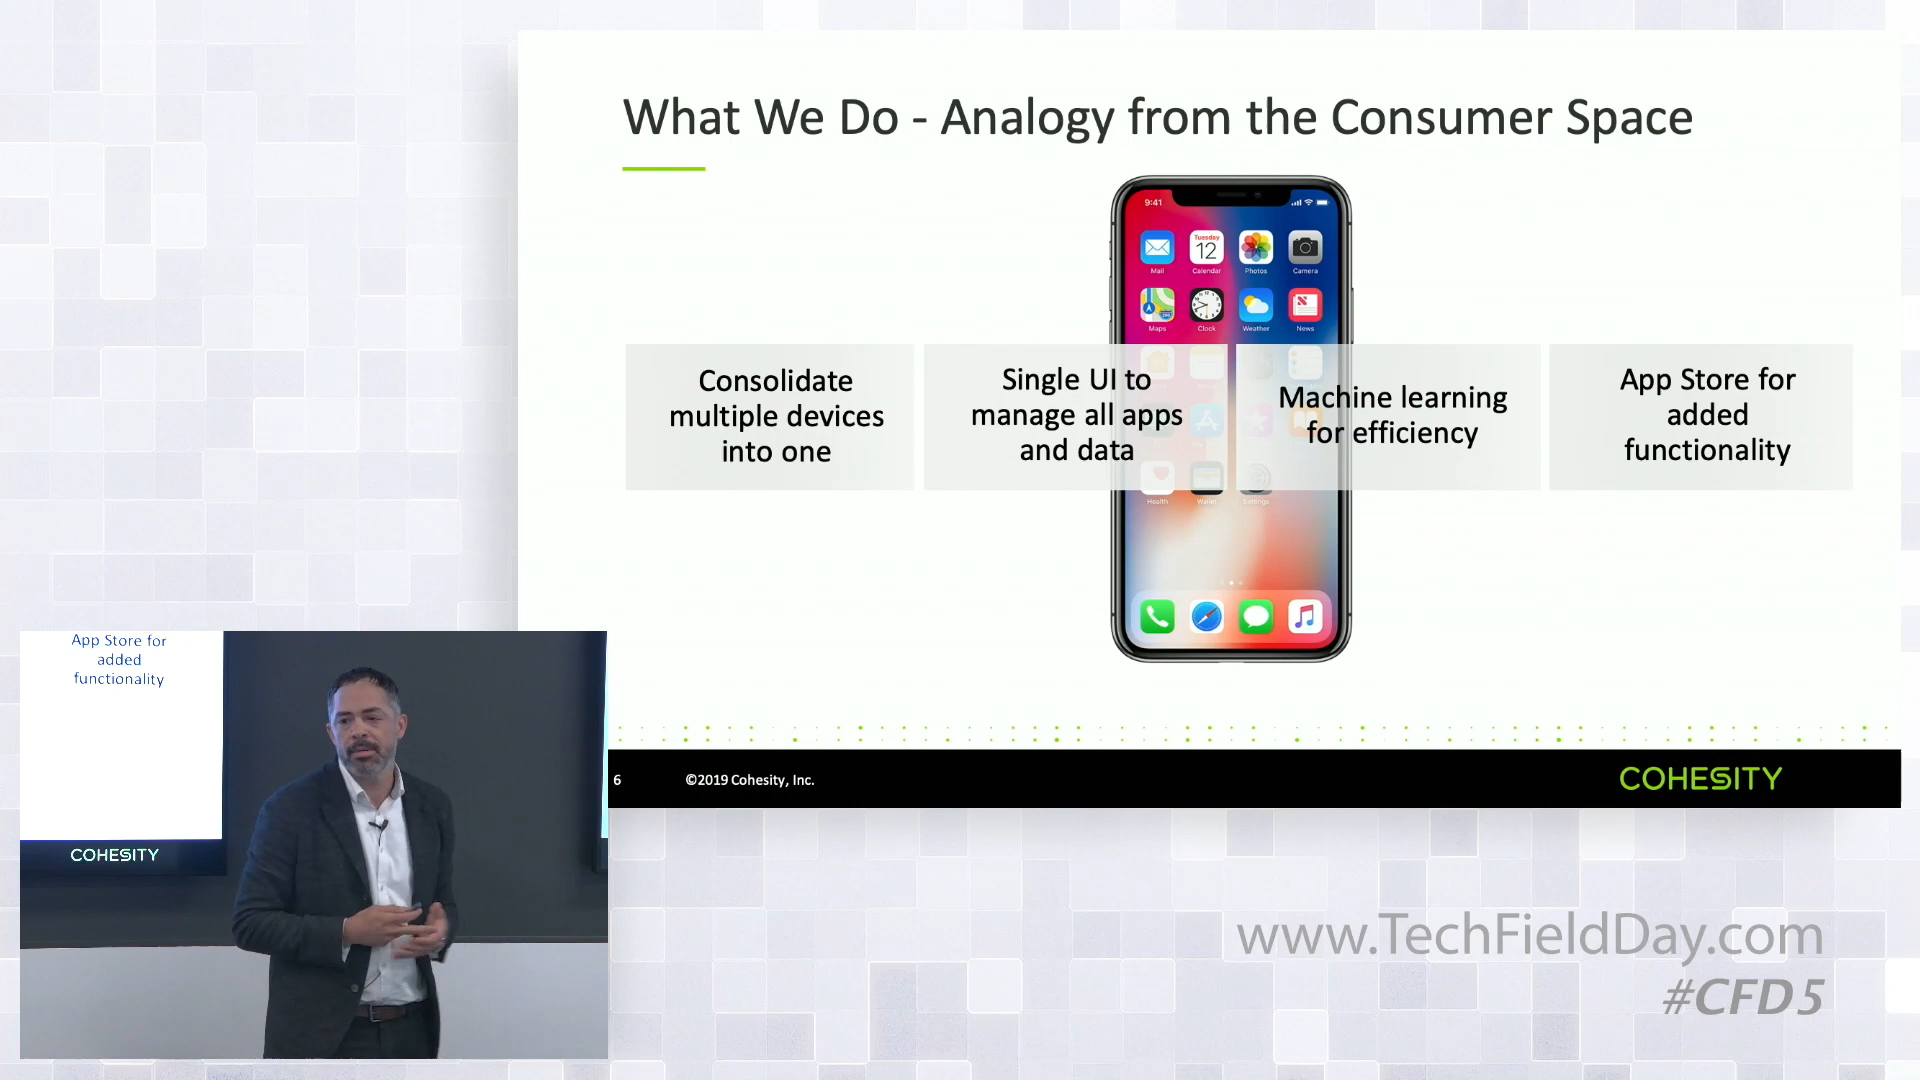 What We Do - Analogy from the Consumer Space
9:41
Mail
Tuesday
12
Calendar
Photos
Camera
Maps
Clock
Weather
News
Consolidate
multiple devices
into one
Single UI to
manage all apps
and data
Machine learning
for efficiency
App Store for
added
functionality
Health
Wallet
Settings
App Store for
added
functionality
COHESITY
6
©2019 Cohesity, Inc.
COHESITY
www.TechFieldDay.com
#CFD5